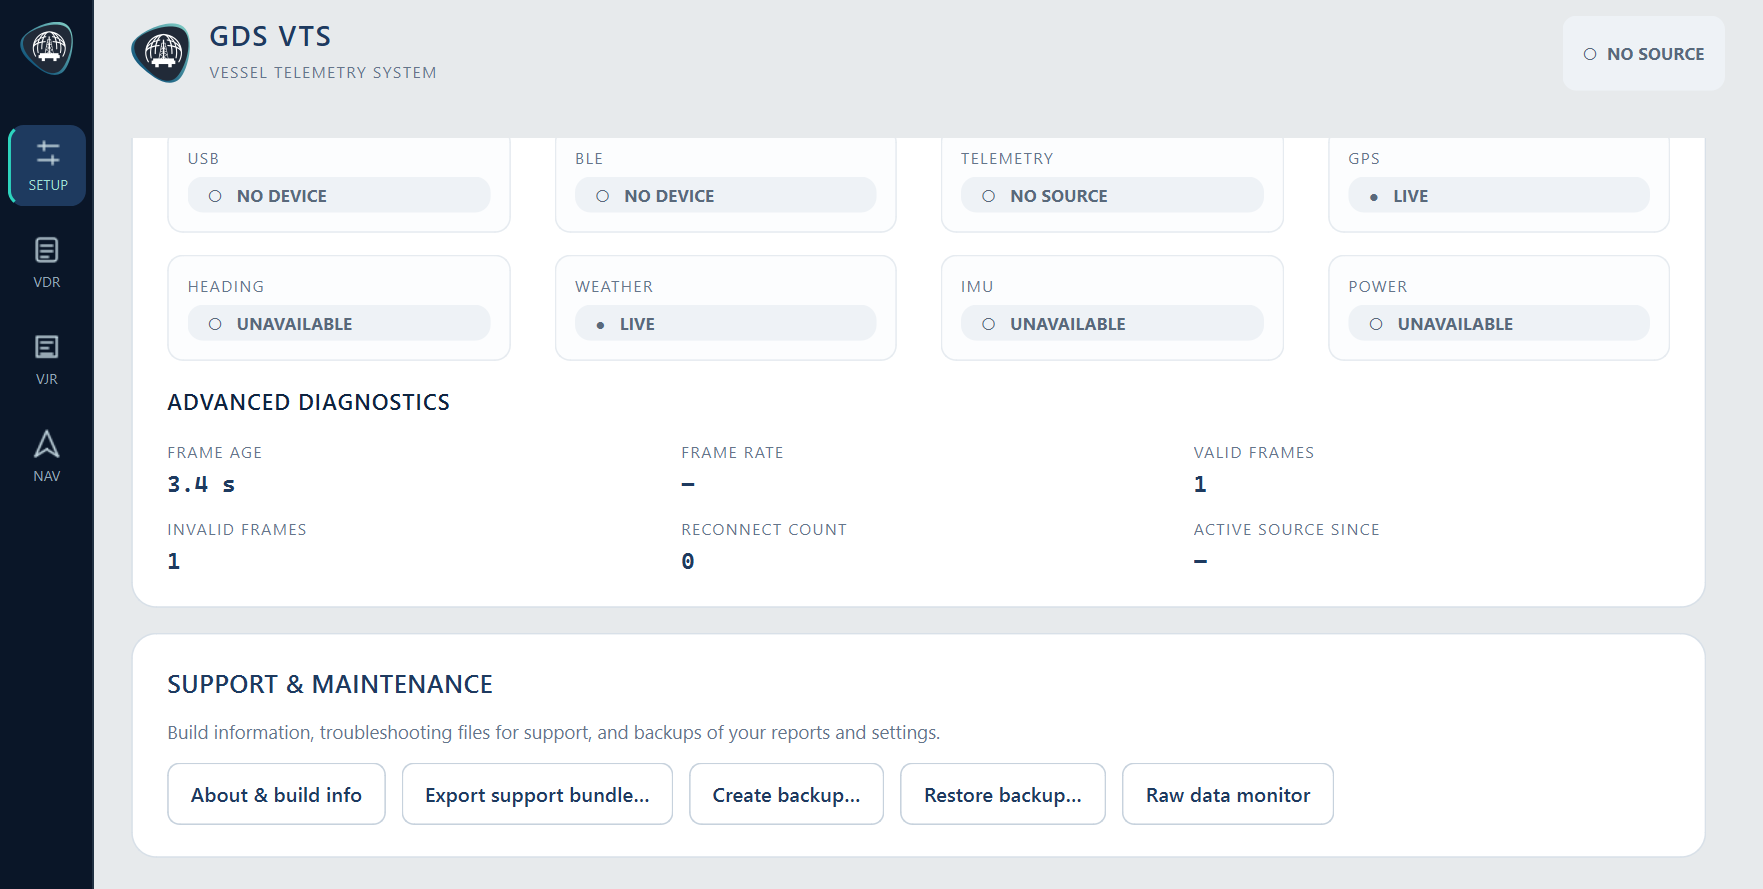 GDS VTS
VESSEL TELEMETRY SYSTEM
NO SOURCE
SETUP
VDR
VJR
NAV
USB
NO DEVICE
BLE
NO DEVICE
TELEMETRY
NO SOURCE
GPS
LIVE
HEADING
UNAVAILABLE
WEATHER
LIVE
IMU
UNAVAILABLE
POWER
UNAVAILABLE
ADVANCED DIAGNOSTICS
FRAME AGE
3.4 s
FRAME RATE
—
VALID FRAMES
1
INVALID FRAMES
1
RECONNECT COUNT
0
ACTIVE SOURCE SINCE
—
SUPPORT & MAINTENANCE
Build information, troubleshooting files for support, and backups of your reports and settings.
About & build info
Export support bundle...
Create backup...
Restore backup...
Raw data monitor